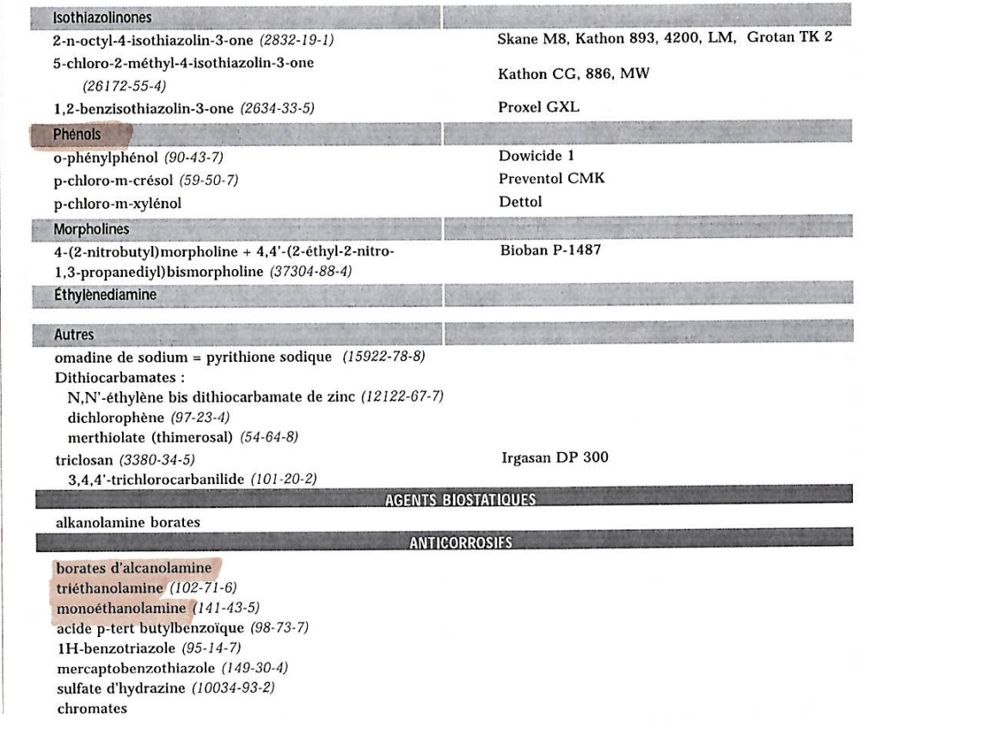 Isothiazolinones
2-n-octyl-4-isothiazolin-3-one (2832-19-1) Skane M8, Kathon 893, 4200, LM, Grotan TK 2
5-chloro-2-méthyl-4-isothiazolin-3-one
(26172-55-4) Kathon CG, 886, MW
1,2-benzisothiazolin-3-one (2634-33-5) Proxel GXL
Phénols
o-phénylphénol (90-43-7) Dowicide 1
p-chloro-m-crésol (59-50-7) Preventol CMK
p-chloro-m-xylénol Dettol
Morpholines
4-(2-nitrobutyl)morpholine + 4,4'-(2-éthyl-2-nitro- Bioban P-1487
1,3-propanediyl)bismorpholine (37304-88-4)
Éthylènediamine
Autres
omadine de sodium = pyrithione sodique (15922-78-8)
Dithiocarbamates :
N,N'-éthylène bis dithiocarbamate de zinc (12122-67-7)
dichlorophène (97-23-4)
merthiolate (thimerosal) (54-64-8)
triclosan (3380-34-5) Irgasan DP 300
3,4,4'-trichlorocarbanilide (101-20-2)
AGENTS BIOSTATIQUES
alkanolamine borates
ANTICORROSIFS
borates d'alcanolamine
triéthanolamine (102-71-6)
monoéthanolamine (141-43-5)
acide p-tert butylbenzoïque (98-73-7)
1H-benzotriazole (95-14-7)
mercaptobenzothiazole (149-30-4)
sulfate d'hydrazine (10034-93-2)
chromates